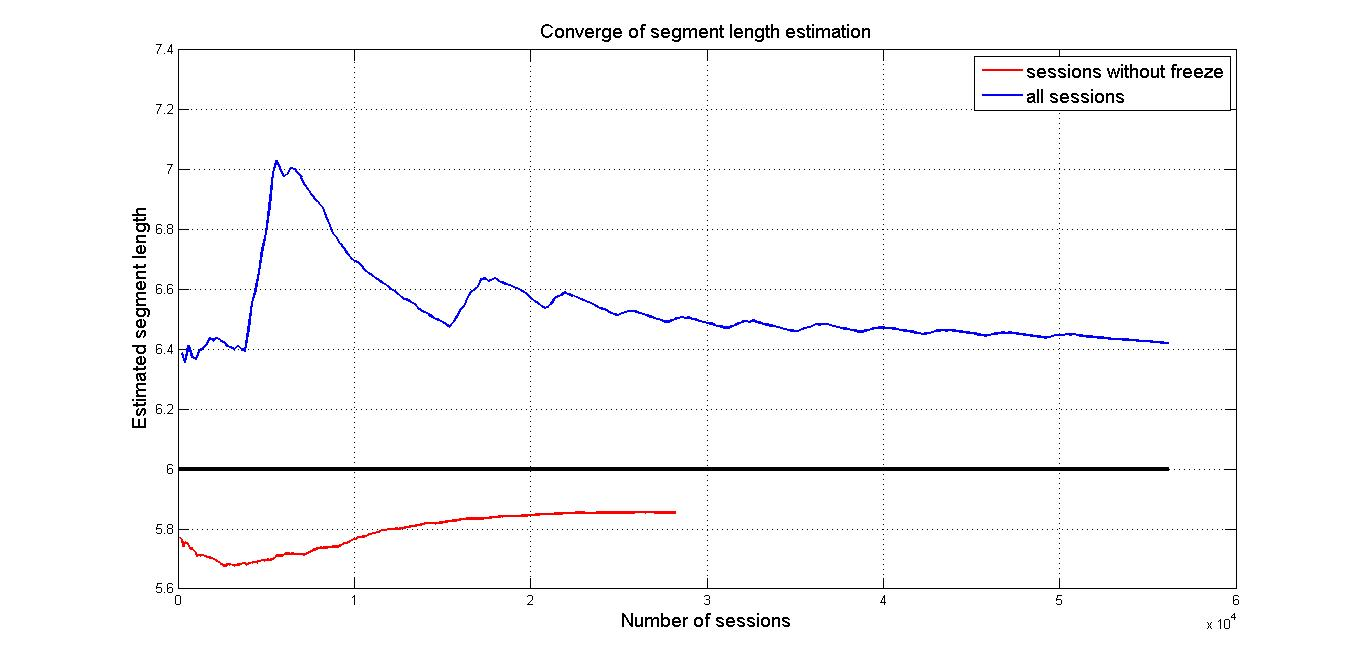 Converge of segment length estimation
sessions without freeze
all sessions
Estimated segment length
7.4
7.2
7
6.8
6.6
6.4
6.2
6
5.8
5.6
0 1 2 3 4 5 6
x 10^4
Number of sessions